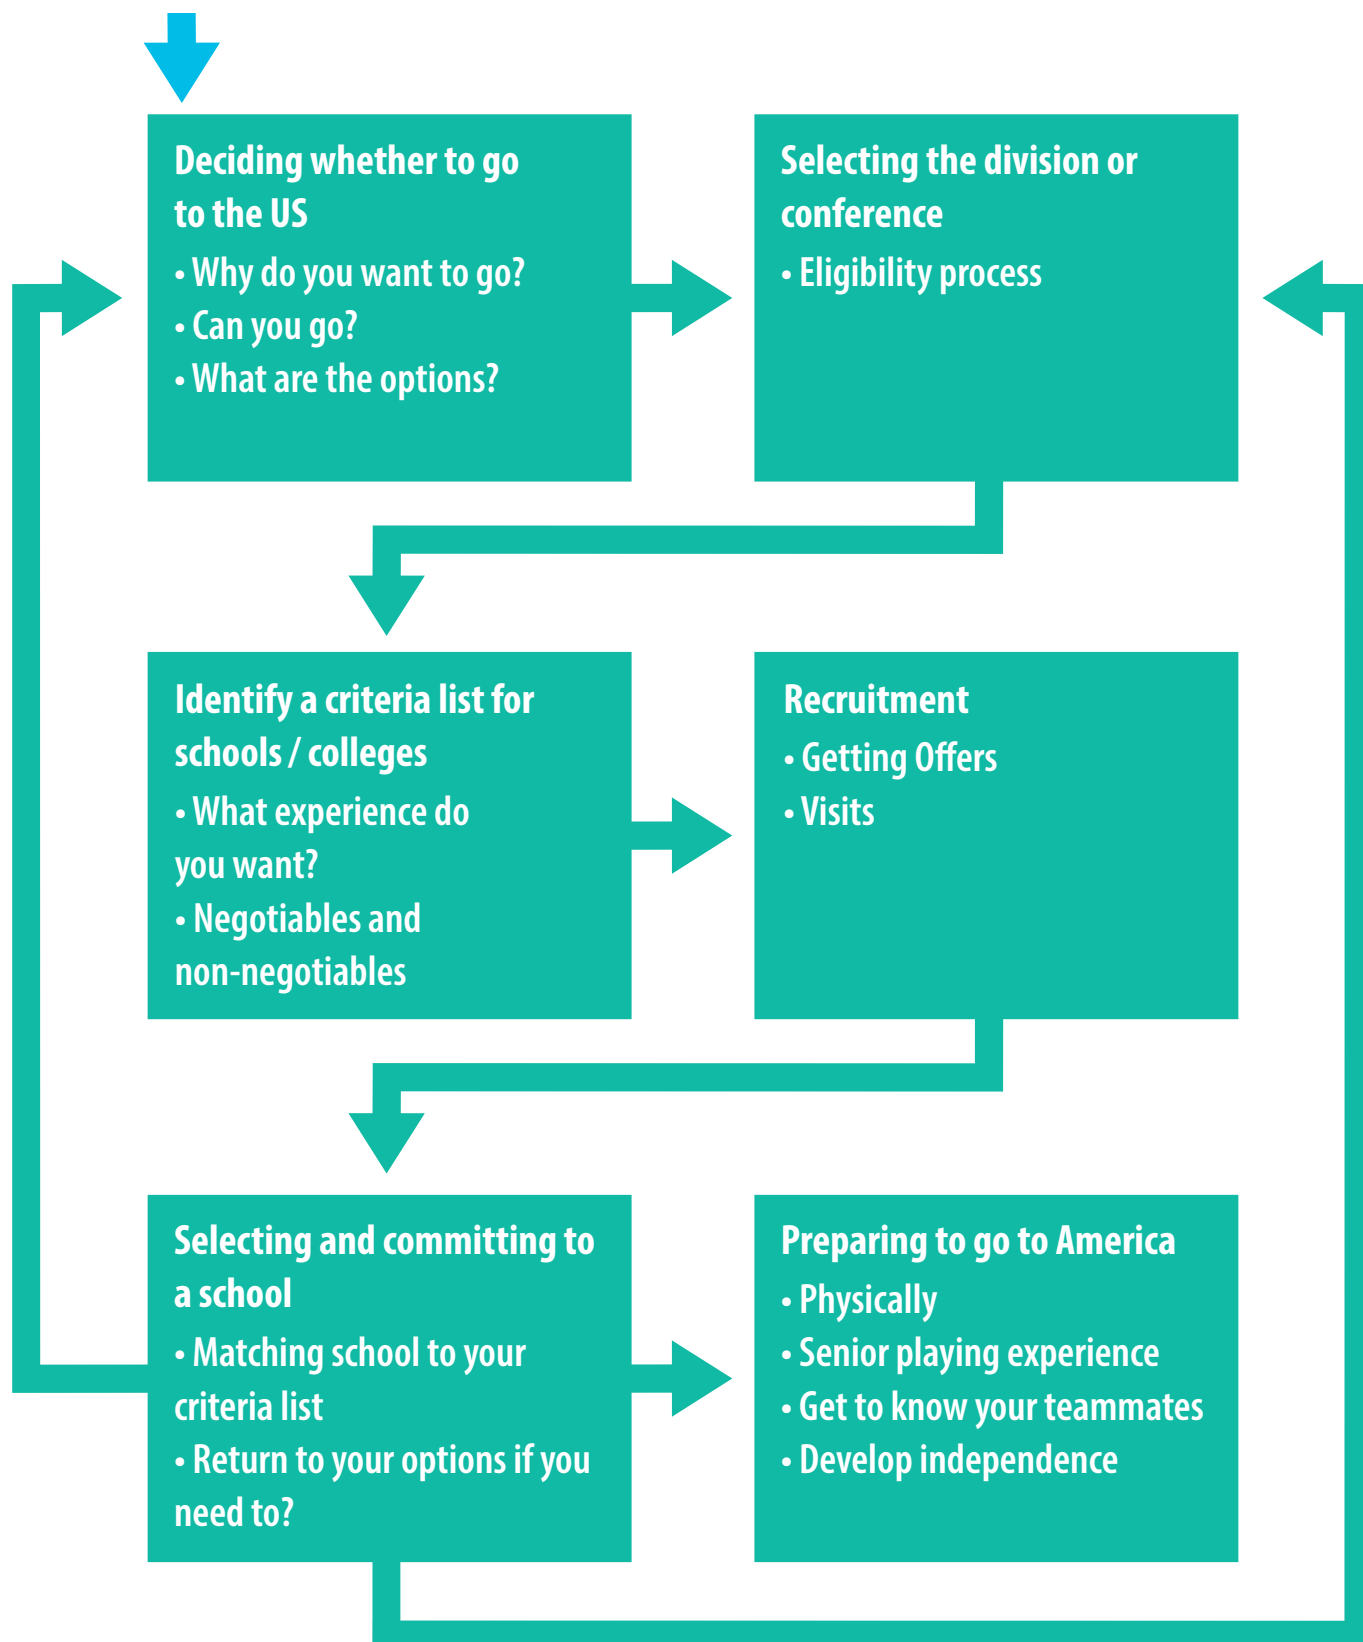 Deciding whether to go
to the US
• Why do you want to go?
• Can you go?
• What are the options?
Selecting the division or
conference
• Eligibility process
Identify a criteria list for
schools / colleges
• What experience do
you want?
• Negotiables and
non-negotiables
Recruitment
• Getting Offers
• Visits
Selecting and committing to
a school
• Matching school to your
criteria list
• Return to your options if you
need to?
Preparing to go to America
• Physically
• Senior playing experience
• Get to know your teammates
• Develop independence